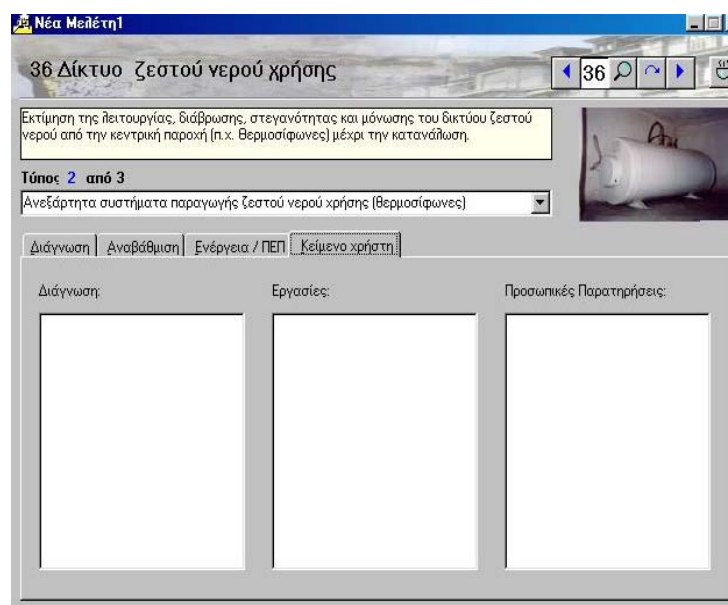 Νέα Μελέτη1
36 Δίκτυο ζεστού νερού χρήσης
36
Εκτίμηση της λειτουργίας, διάβρωσης, στεγανότητας και μόνωσης του δικτύου ζεστού
νερού από την κεντρική παροχή (π.χ. Θερμοσίφωνες) μέχρι την κατανάλωση.
Τύπος 2 από 3
Ανεξάρτητα συστήματα παραγωγής ζεστού νερού χρήσης (θερμοσίφωνες)
Διάγνωση Αναβάθμιση Ενέργεια / ΠΕΠ Κείμενο χρήστη
Διάγνωση: Εργασίες: Προσωπικές Παρατηρήσεις: